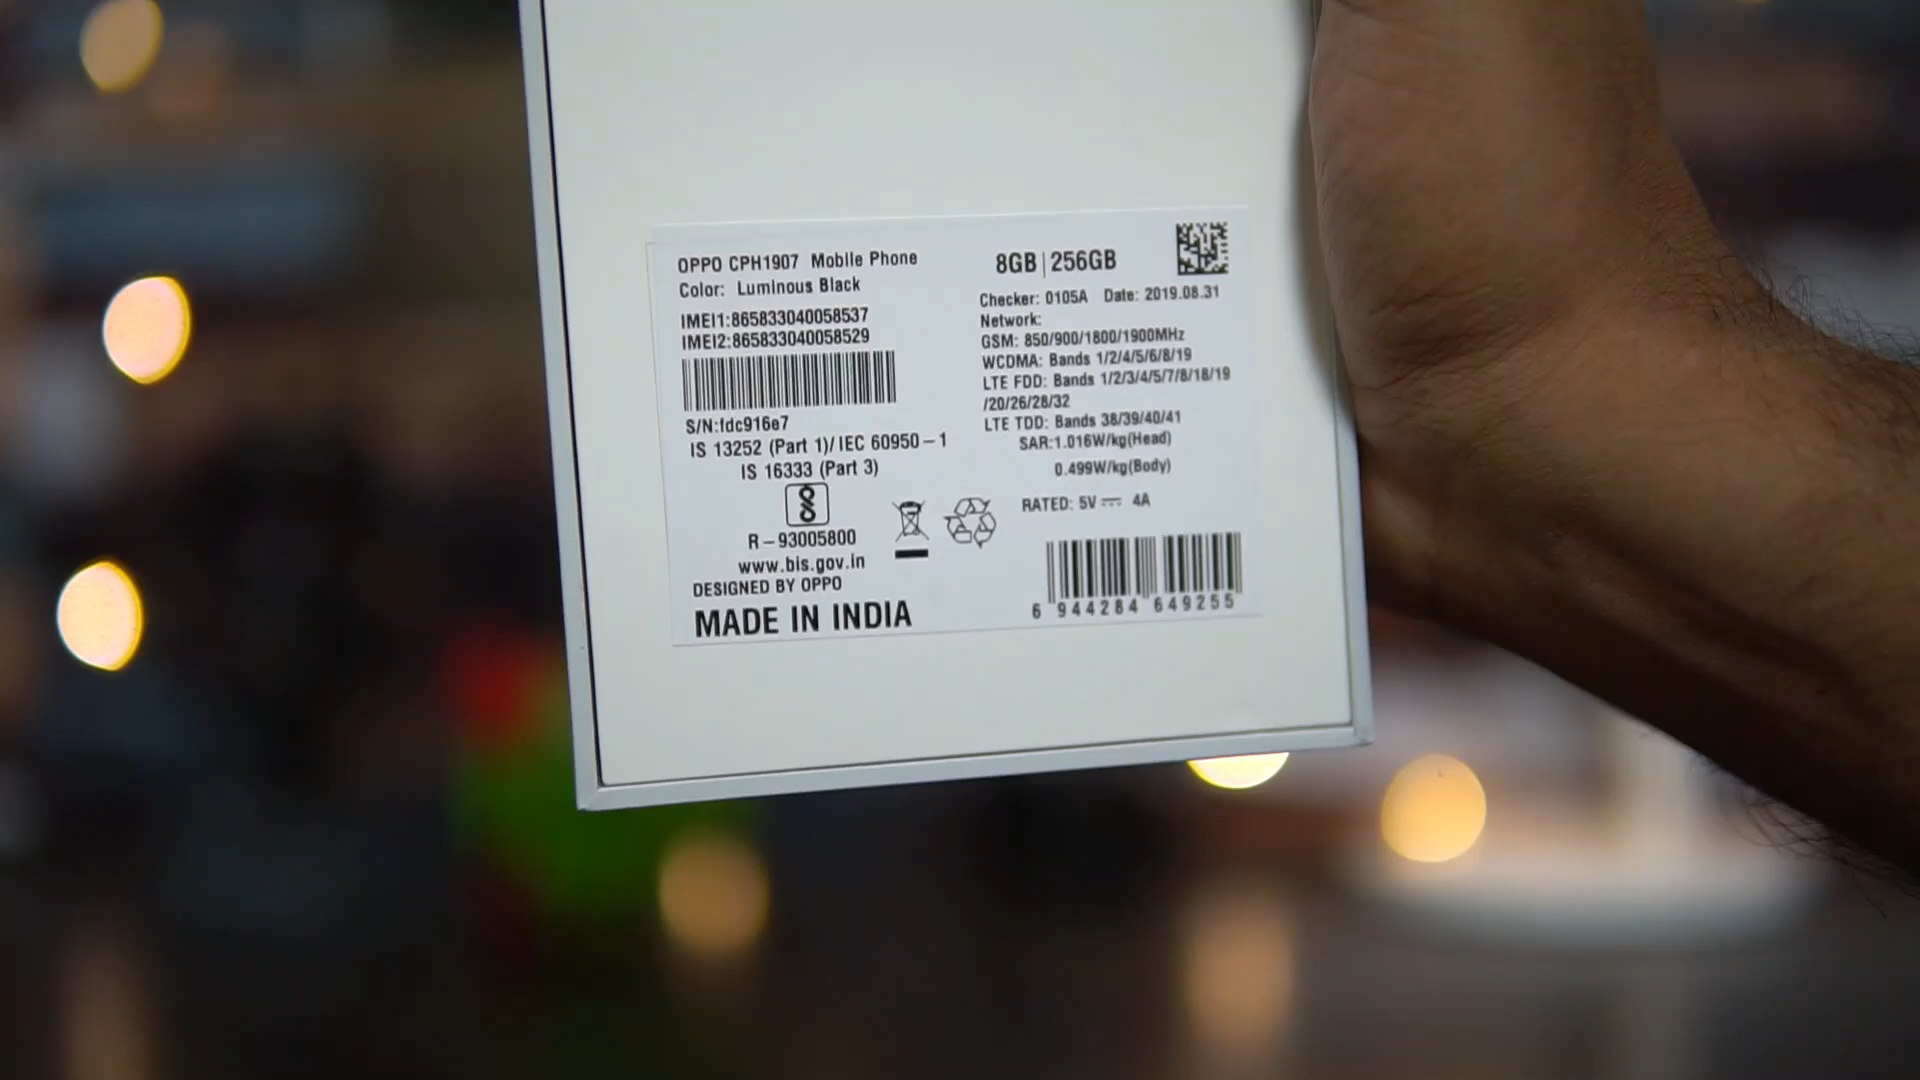 OPPO CPH1907 Mobile Phone
Color: Luminous Black
IMEI1:865833040058537
IMEI2:865833040058529
S/N:fdc916e7
IS 13252 (Part 1)/ IEC 60950-1
IS 16333 (Part 3)
R-93005800
www.bis.gov.in
DESIGNED BY OPPO
MADE IN INDIA
8GB|256GB
Checker: 0105A Date: 2019.08.31
Network:
GSM: 850/900/1800/1900MHz
WCDMA: Bands 1/2/4/5/6/8/19
LTE FDD: Bands 1/2/3/4/5/7/8/18/19
/20/26/28/32
LTE TDD: Bands 38/39/40/41
SAR:1.016W/kg(Head)
0.499W/kg(Body)
RATED: 5V⎓ 4A
6 944284 649255